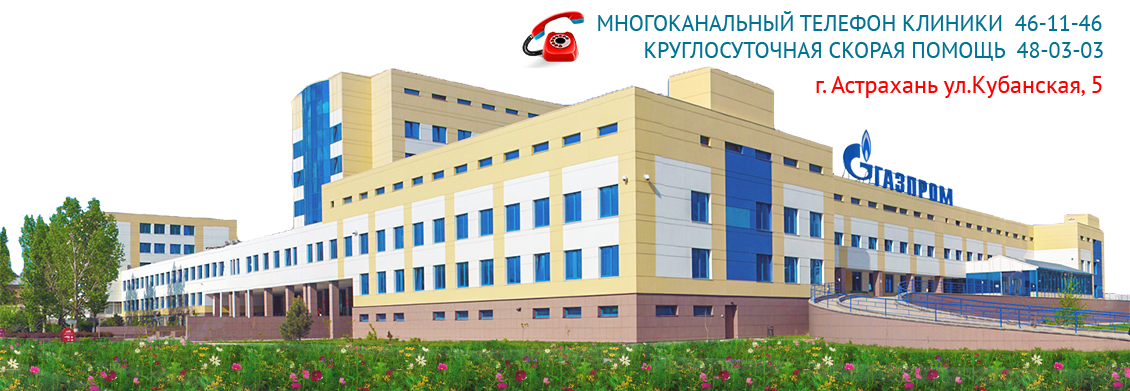 МНОГОКАНАЛЬНЫЙ ТЕЛЕФОН КЛИНИКИ 46-11-46
КРУГЛОСУТОЧНАЯ СКОРАЯ ПОМОЩЬ 48-03-03
г. Астрахань ул.Кубанская, 5
ГАЗПРОМ